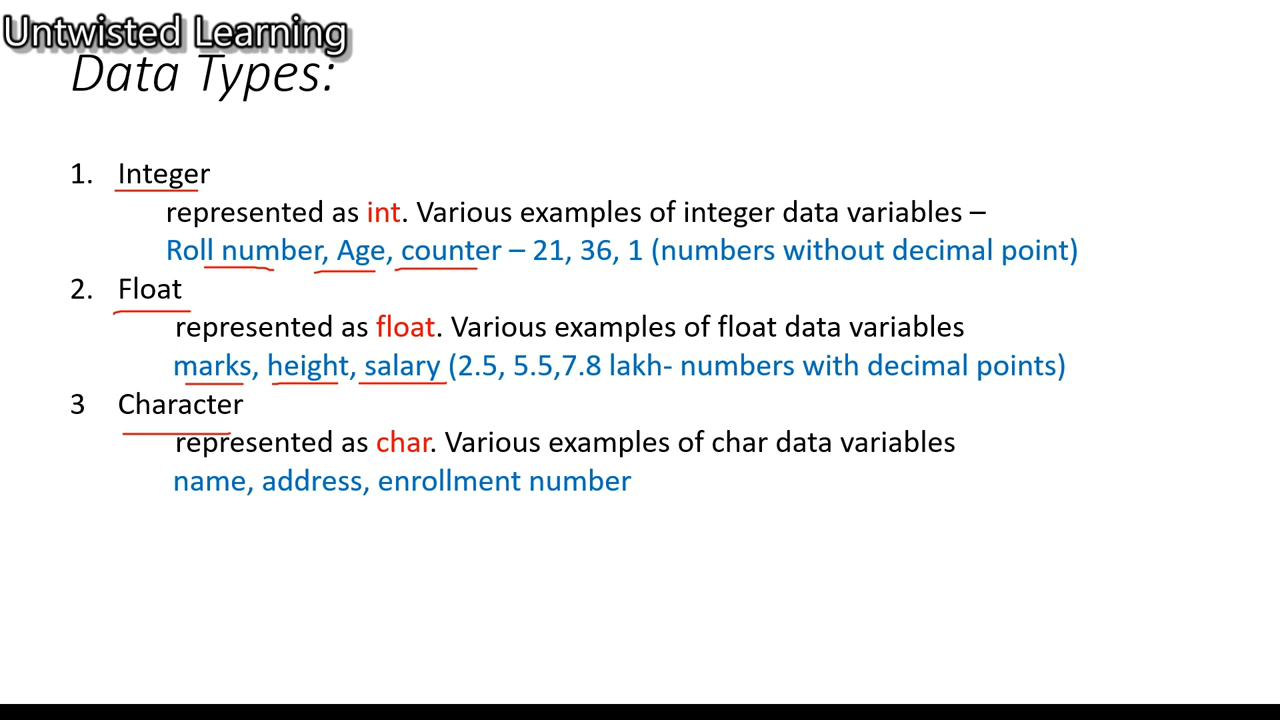 Untwisted Learning
Data Types:
1. Integer
represented as int. Various examples of integer data variables –
Roll number, Age, counter – 21, 36, 1 (numbers without decimal point)
2. Float
represented as float. Various examples of float data variables
marks, height, salary (2.5, 5.5,7.8 lakh- numbers with decimal points)
3 Character
represented as char. Various examples of char data variables
name, address, enrollment number